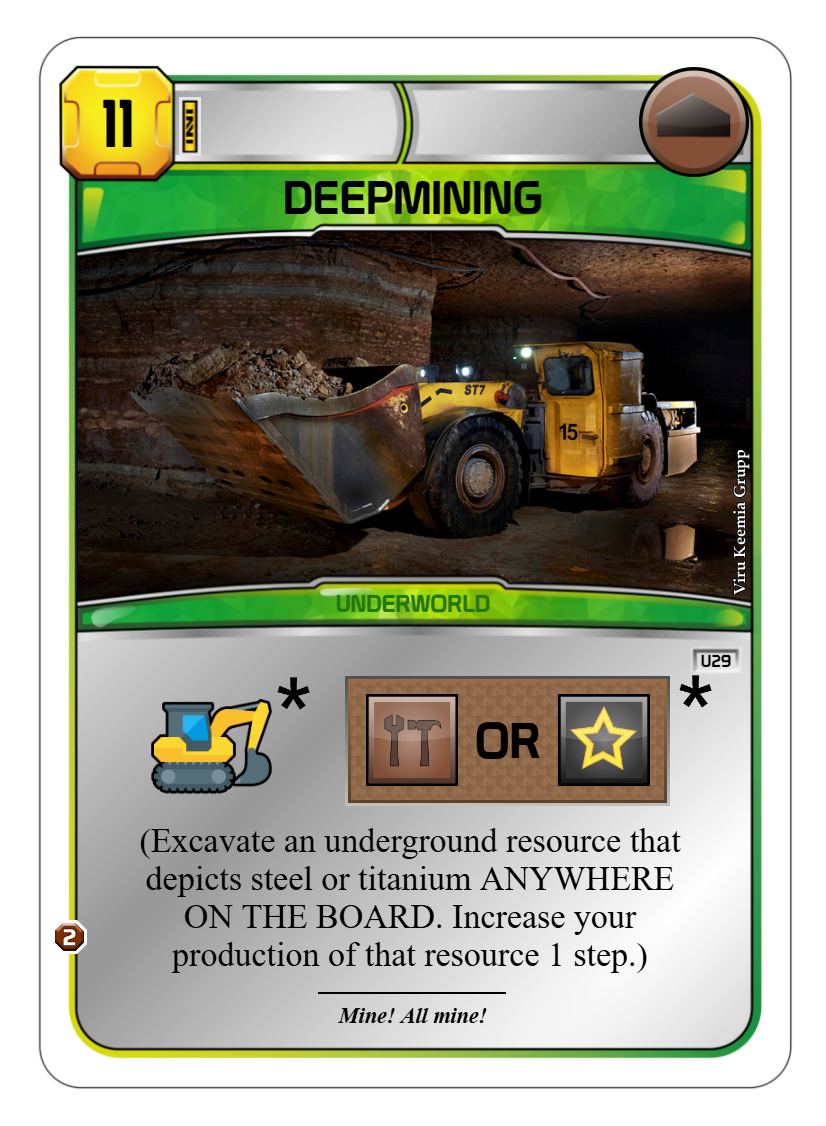 11
DEEPMINING
ST7
15
Viru Keemia Grupp
UNDERWORLD
U29
* OR *
(Excavate an underground resource that
depicts steel or titanium ANYWHERE
ON THE BOARD. Increase your
production of that resource 1 step.)
2
Mine! All mine!